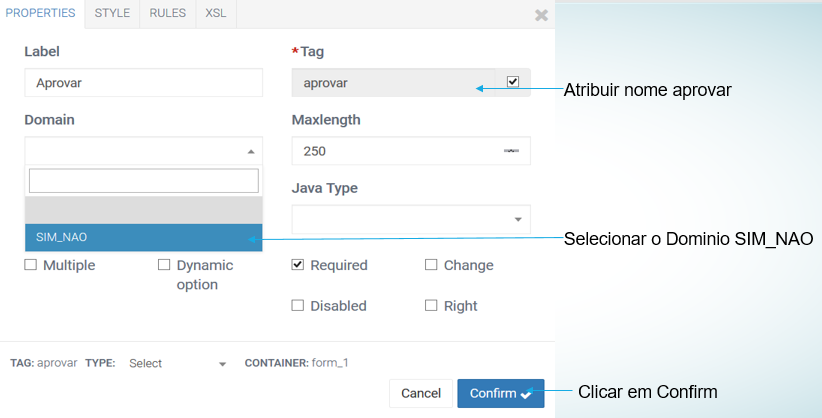 PROPERTIES STYLE RULES XSL
Label *Tag
Aprovar aprovar
Atribuir nome aprovar
Domain Maxlength
250
Java Type
SIM_NAO
Selecionar o Dominio SIM_NAO
Multiple Dynamic option Required Change
Disabled Right
TAG: aprovar TYPE: Select CONTAINER: form_1
Cancel Confirm
Clicar em Confirm